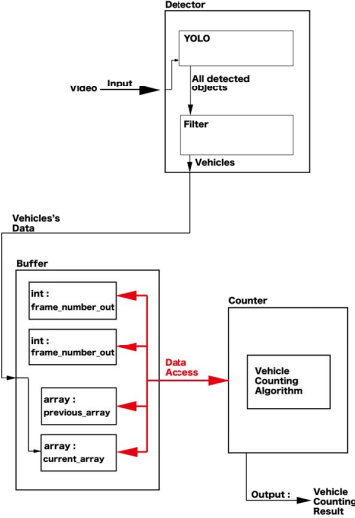 Detector
YOLO
Video
Input
All detected
objects
Filter
Vehicles
Vehicles's
Data
Buffer
int :
frame_number_out
int :
frame_number_out
array :
previous_array
array :
current_array
Data
Access
Counter
Vehicle
Counting
Algorithm
Output :
Vehicle
Counting
Result